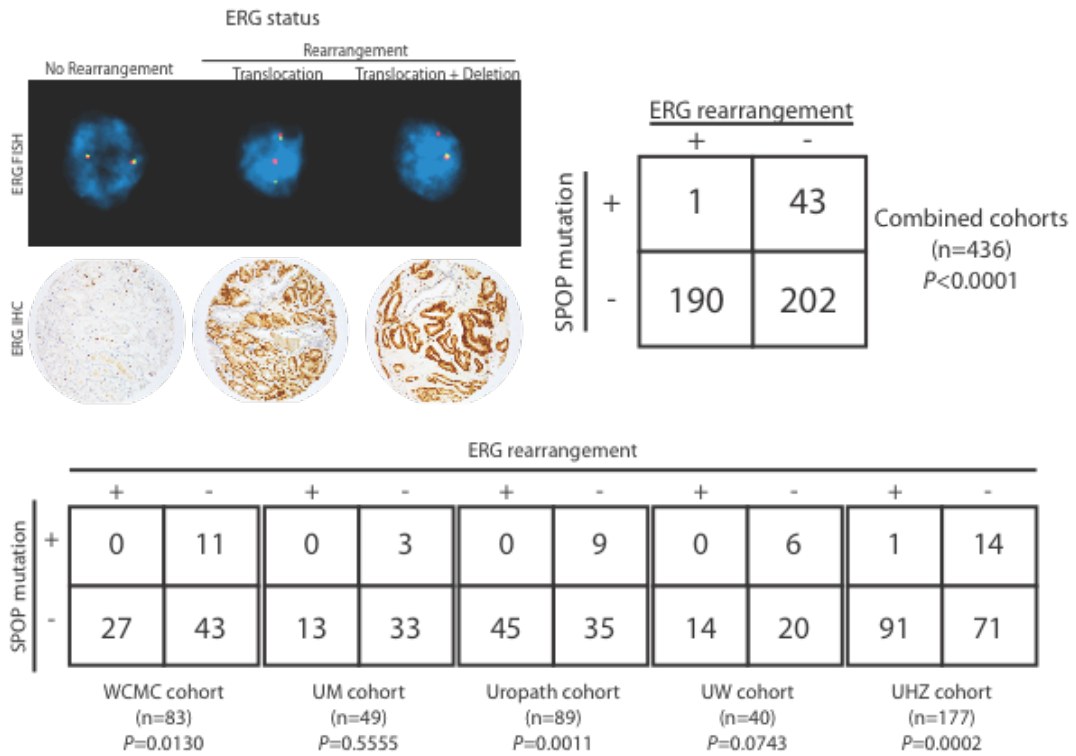 ERG status
Rearrangement
No Rearrangement Translocation Translocation + Deletion
ERG FISH
ERG IHC
ERG rearrangement
+ -
SPOP mutation
+ 1 43
- 190 202
Combined cohorts
(n=436)
P<0.0001
ERG rearrangement
+ - + - + - + - + -
SPOP mutation
+ 0 11 0 3 0 9 0 6 1 14
- 27 43 13 33 45 35 14 20 91 71
WCMC cohort UM cohort Uropath cohort UW cohort UHZ cohort
(n=83) (n=49) (n=89) (n=40) (n=177)
P=0.0130 P=0.5555 P=0.0011 P=0.0743 P=0.0002